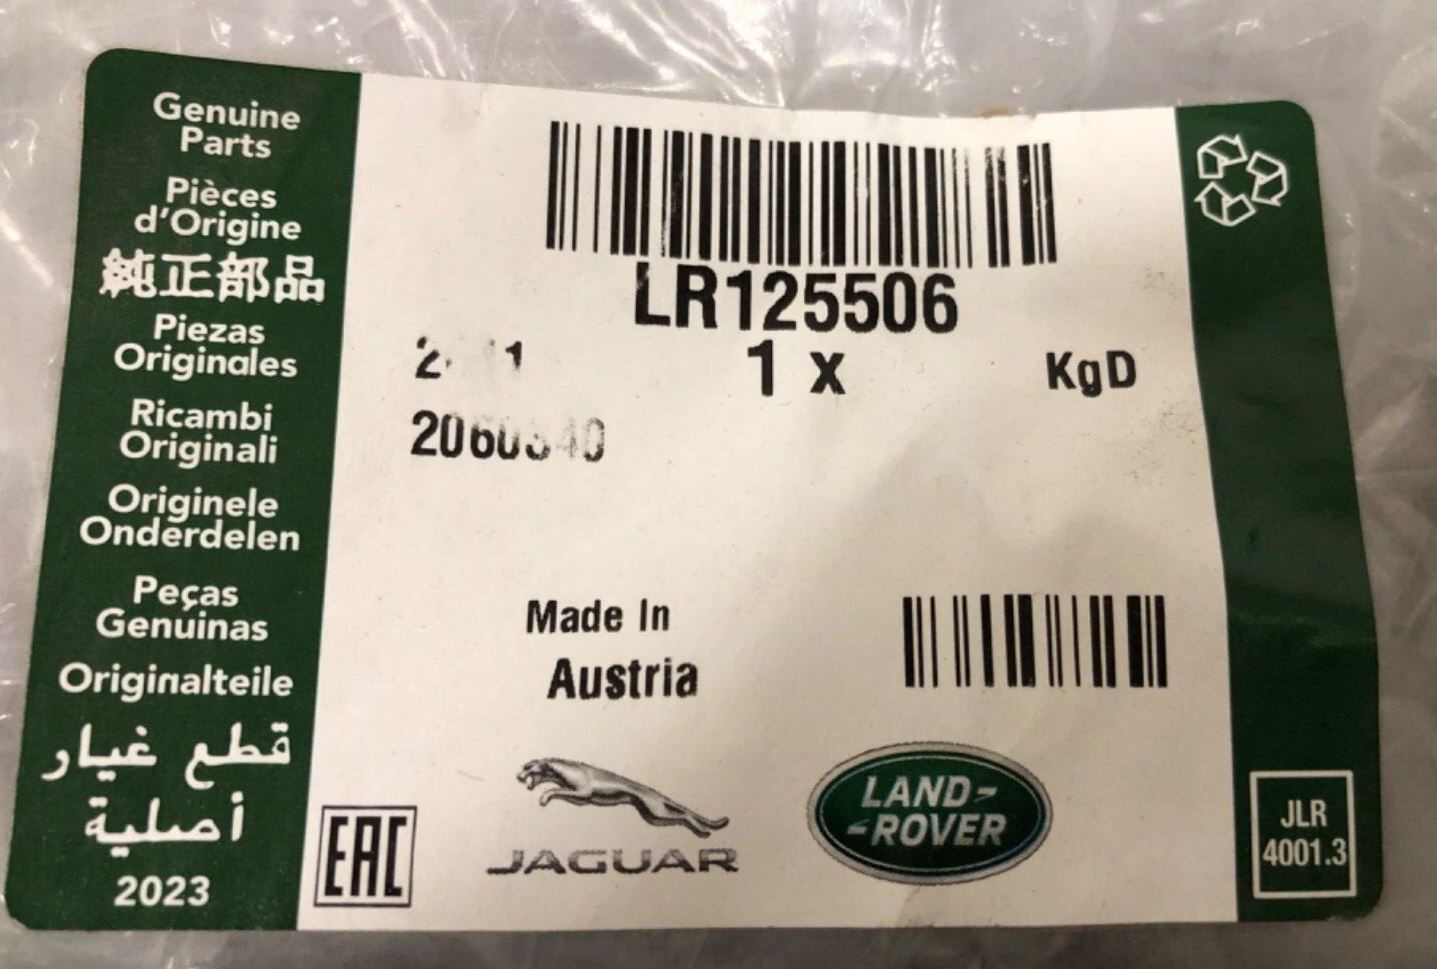 Genuine
Parts
Pièces
d'Origine
純正部品
Piezas
Originales
Ricambi
Originali
Originele
Onderdelen
Peças
Genuinas
Originalteile
قطع غيار
أصلية
2023
LR125506
1 x
KgD
Made In
Austria
EAC
JAGUAR
LAND-
-ROVER
JLR
4001.3